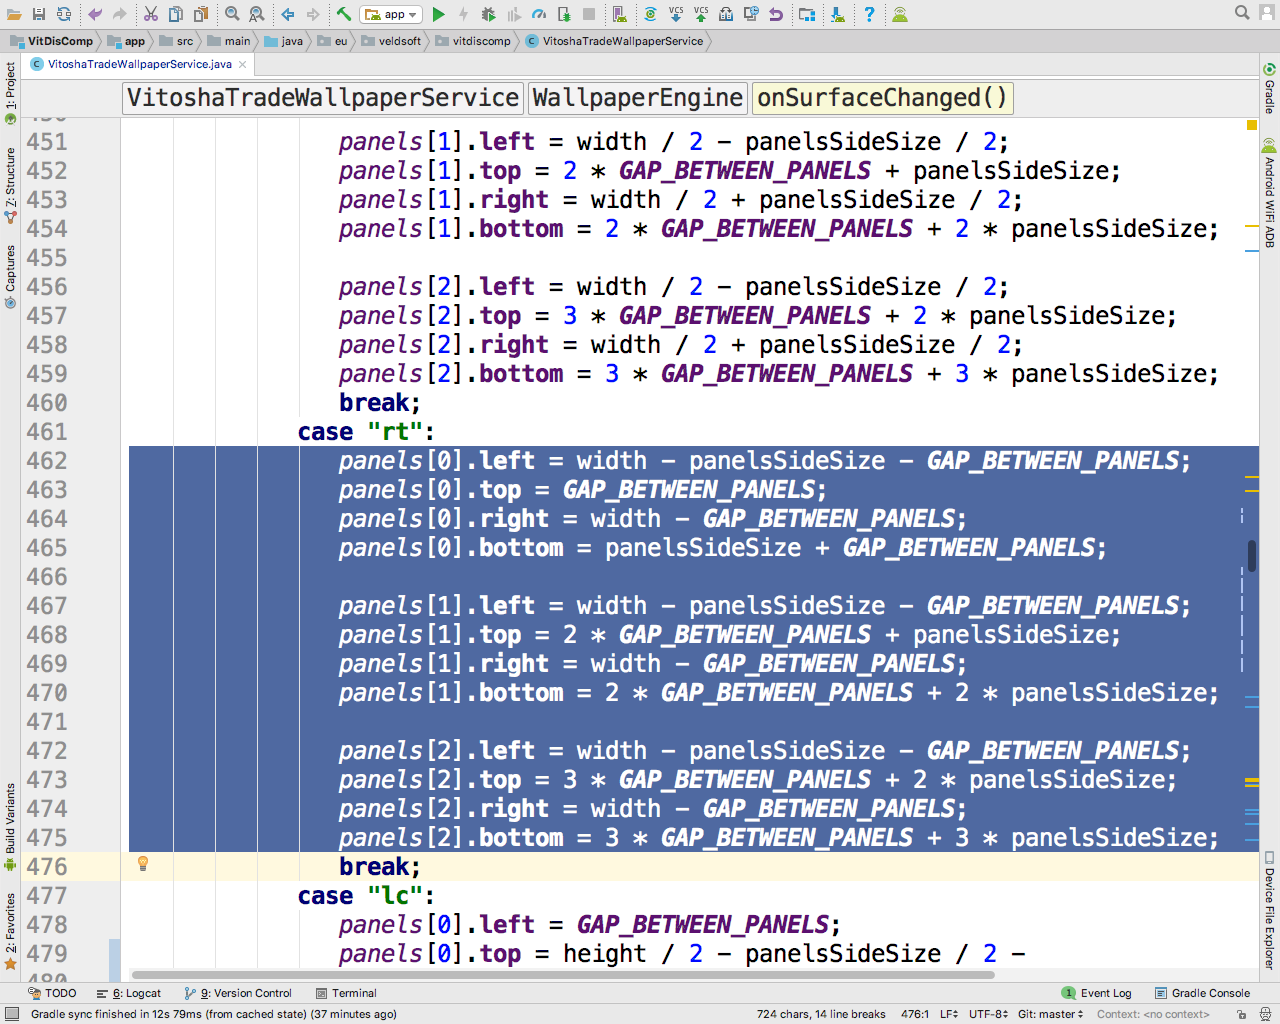 app
VitDisComp app src main java eu veldsoft vitdiscomp VitoshaTradeWallpaperService
VitoshaTradeWallpaperService.java
VitoshaTradeWallpaperService WallpaperEngine onSurfaceChanged()
451 panels[1].left = width / 2 - panelsSideSize / 2;
452 panels[1].top = 2 * GAP_BETWEEN_PANELS + panelsSideSize;
453 panels[1].right = width / 2 + panelsSideSize / 2;
454 panels[1].bottom = 2 * GAP_BETWEEN_PANELS + 2 * panelsSideSize;
455
456 panels[2].left = width / 2 - panelsSideSize / 2;
457 panels[2].top = 3 * GAP_BETWEEN_PANELS + 2 * panelsSideSize;
458 panels[2].right = width / 2 + panelsSideSize / 2;
459 panels[2].bottom = 3 * GAP_BETWEEN_PANELS + 3 * panelsSideSize;
460 break;
461 case "rt":
462 panels[0].left = width - panelsSideSize - GAP_BETWEEN_PANELS;
463 panels[0].top = GAP_BETWEEN_PANELS;
464 panels[0].right = width - GAP_BETWEEN_PANELS;
465 panels[0].bottom = panelsSideSize + GAP_BETWEEN_PANELS;
466
467 panels[1].left = width - panelsSideSize - GAP_BETWEEN_PANELS;
468 panels[1].top = 2 * GAP_BETWEEN_PANELS + panelsSideSize;
469 panels[1].right = width - GAP_BETWEEN_PANELS;
470 panels[1].bottom = 2 * GAP_BETWEEN_PANELS + 2 * panelsSideSize;
471
472 panels[2].left = width - panelsSideSize - GAP_BETWEEN_PANELS;
473 panels[2].top = 3 * GAP_BETWEEN_PANELS + 2 * panelsSideSize;
474 panels[2].right = width - GAP_BETWEEN_PANELS;
475 panels[2].bottom = 3 * GAP_BETWEEN_PANELS + 3 * panelsSideSize;
476 break;
477 case "lc":
478 panels[0].left = GAP_BETWEEN_PANELS;
479 panels[0].top = height / 2 - panelsSideSize / 2 -
1: Project
7: Structure
Captures
Build Variants
2: Favorites
Gradle
Android WiFi ADB
Device File Explorer
TODO 6: Logcat 9: Version Control Terminal 1 Event Log Gradle Console
Gradle sync finished in 12s 79ms (from cached state) (37 minutes ago) 724 chars, 14 line breaks 476:1 LF UTF-8 Git: master Context: <no context>